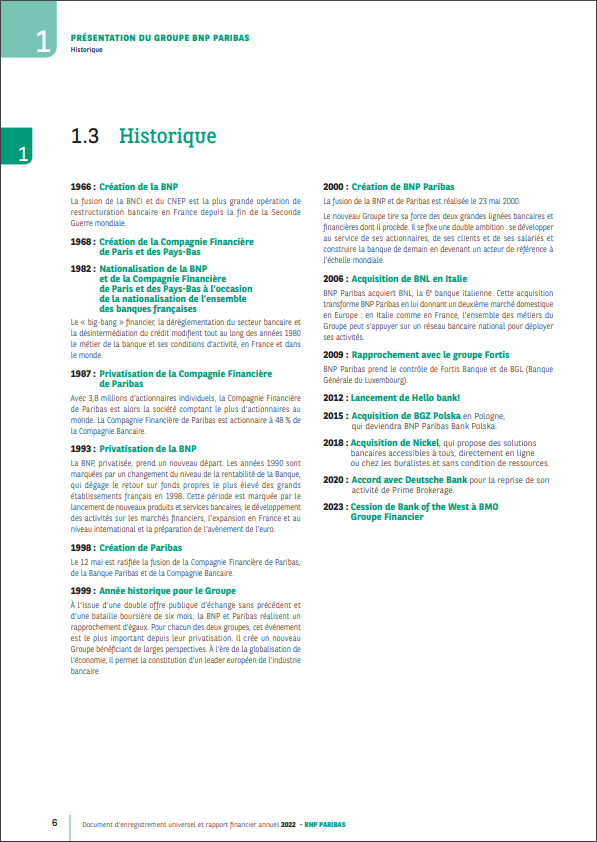 1
PRÉSENTATION DU GROUPE BNP PARIBAS
Historique
1
1.3 Historique
1966 : Création de la BNP
La fusion de la BNCI et du CNEP est la plus grande opération de
restructuration bancaire en France depuis la fin de la Seconde
Guerre mondiale.
1968 : Création de la Compagnie Financière
de Paris et des Pays-Bas
1982 : Nationalisation de la BNP
et de la Compagnie Financière
de Paris et des Pays-Bas à l'occasion
de la nationalisation de l'ensemble
des banques françaises
Le « big-bang » financier, la dérèglementation du secteur bancaire et
la désintermédiation du crédit modifient tout au long des années 1980
le métier de la banque et ses conditions d'activité, en France et dans
le monde.
1987 : Privatisation de la Compagnie Financière
de Paribas
Avec 3,8 millions d'actionnaires individuels, la Compagnie Financière
de Paribas est alors la société comptant le plus d'actionnaires au
monde. La Compagnie Financière de Paribas est actionnaire à 48 % de
la Compagnie Bancaire.
1993 : Privatisation de la BNP
La BNP, privatisée, prend un nouveau départ. Les années 1990 sont
marquées par un changement du niveau de la rentabilité de la Banque,
qui dégage le retour sur fonds propres le plus élevé des grands
établissements français en 1998. Cette période est marquée par le
lancement de nouveaux produits et services bancaires, le développement
des activités sur les marchés financiers, l'expansion en France et au
niveau international et la préparation de l'avènement de l'euro.
1998 : Création de Paribas
Le 12 mai est ratifiée la fusion de la Compagnie Financière de Paribas,
de la Banque Paribas et de la Compagnie Bancaire.
1999 : Année historique pour le Groupe
À l'issue d'une double offre publique d'échange sans précédent et
d'une bataille boursière de six mois, la BNP et Paribas réalisent un
rapprochement d'égaux. Pour chacun des deux groupes, cet événement
est le plus important depuis leur privatisation. Il crée un nouveau
Groupe bénéficiant de larges perspectives. À l'ère de la globalisation de
l'économie, il permet la constitution d'un leader européen de l'industrie
bancaire.
2000 : Création de BNP Paribas
La fusion de la BNP et de Paribas est réalisée le 23 mai 2000.
Le nouveau Groupe tire sa force des deux grandes lignées bancaires et
financières dont il procède. Il se fixe une double ambition : se développer
au service de ses actionnaires, de ses clients et de ses salariés et
construire la banque de demain en devenant un acteur de référence à
l'échelle mondiale.
2006 : Acquisition de BNL en Italie
BNP Paribas acquiert BNL, la 6e banque italienne. Cette acquisition
transforme BNP Paribas en lui donnant un deuxième marché domestique
en Europe : en Italie comme en France, l'ensemble des métiers du
Groupe peut s'appuyer sur un réseau bancaire national pour déployer
ses activités.
2009 : Rapprochement avec le groupe Fortis
BNP Paribas prend le contrôle de Fortis Banque et de BGL (Banque
Générale du Luxembourg).
2012 : Lancement de Hello bank!
2015 : Acquisition de BGZ Polska en Pologne,
qui deviendra BNP Paribas Bank Polska.
2018 : Acquisition de Nickel, qui propose des solutions
bancaires accessibles à tous, directement en ligne
ou chez les buralistes et sans condition de ressources.
2020 : Accord avec Deutsche Bank pour la reprise de son
activité de Prime Brokerage.
2023 : Cession de Bank of the West à BMO
Groupe Financier
6 Document d'enregistrement universel et rapport financier annuel 2022 - BNP PARIBAS